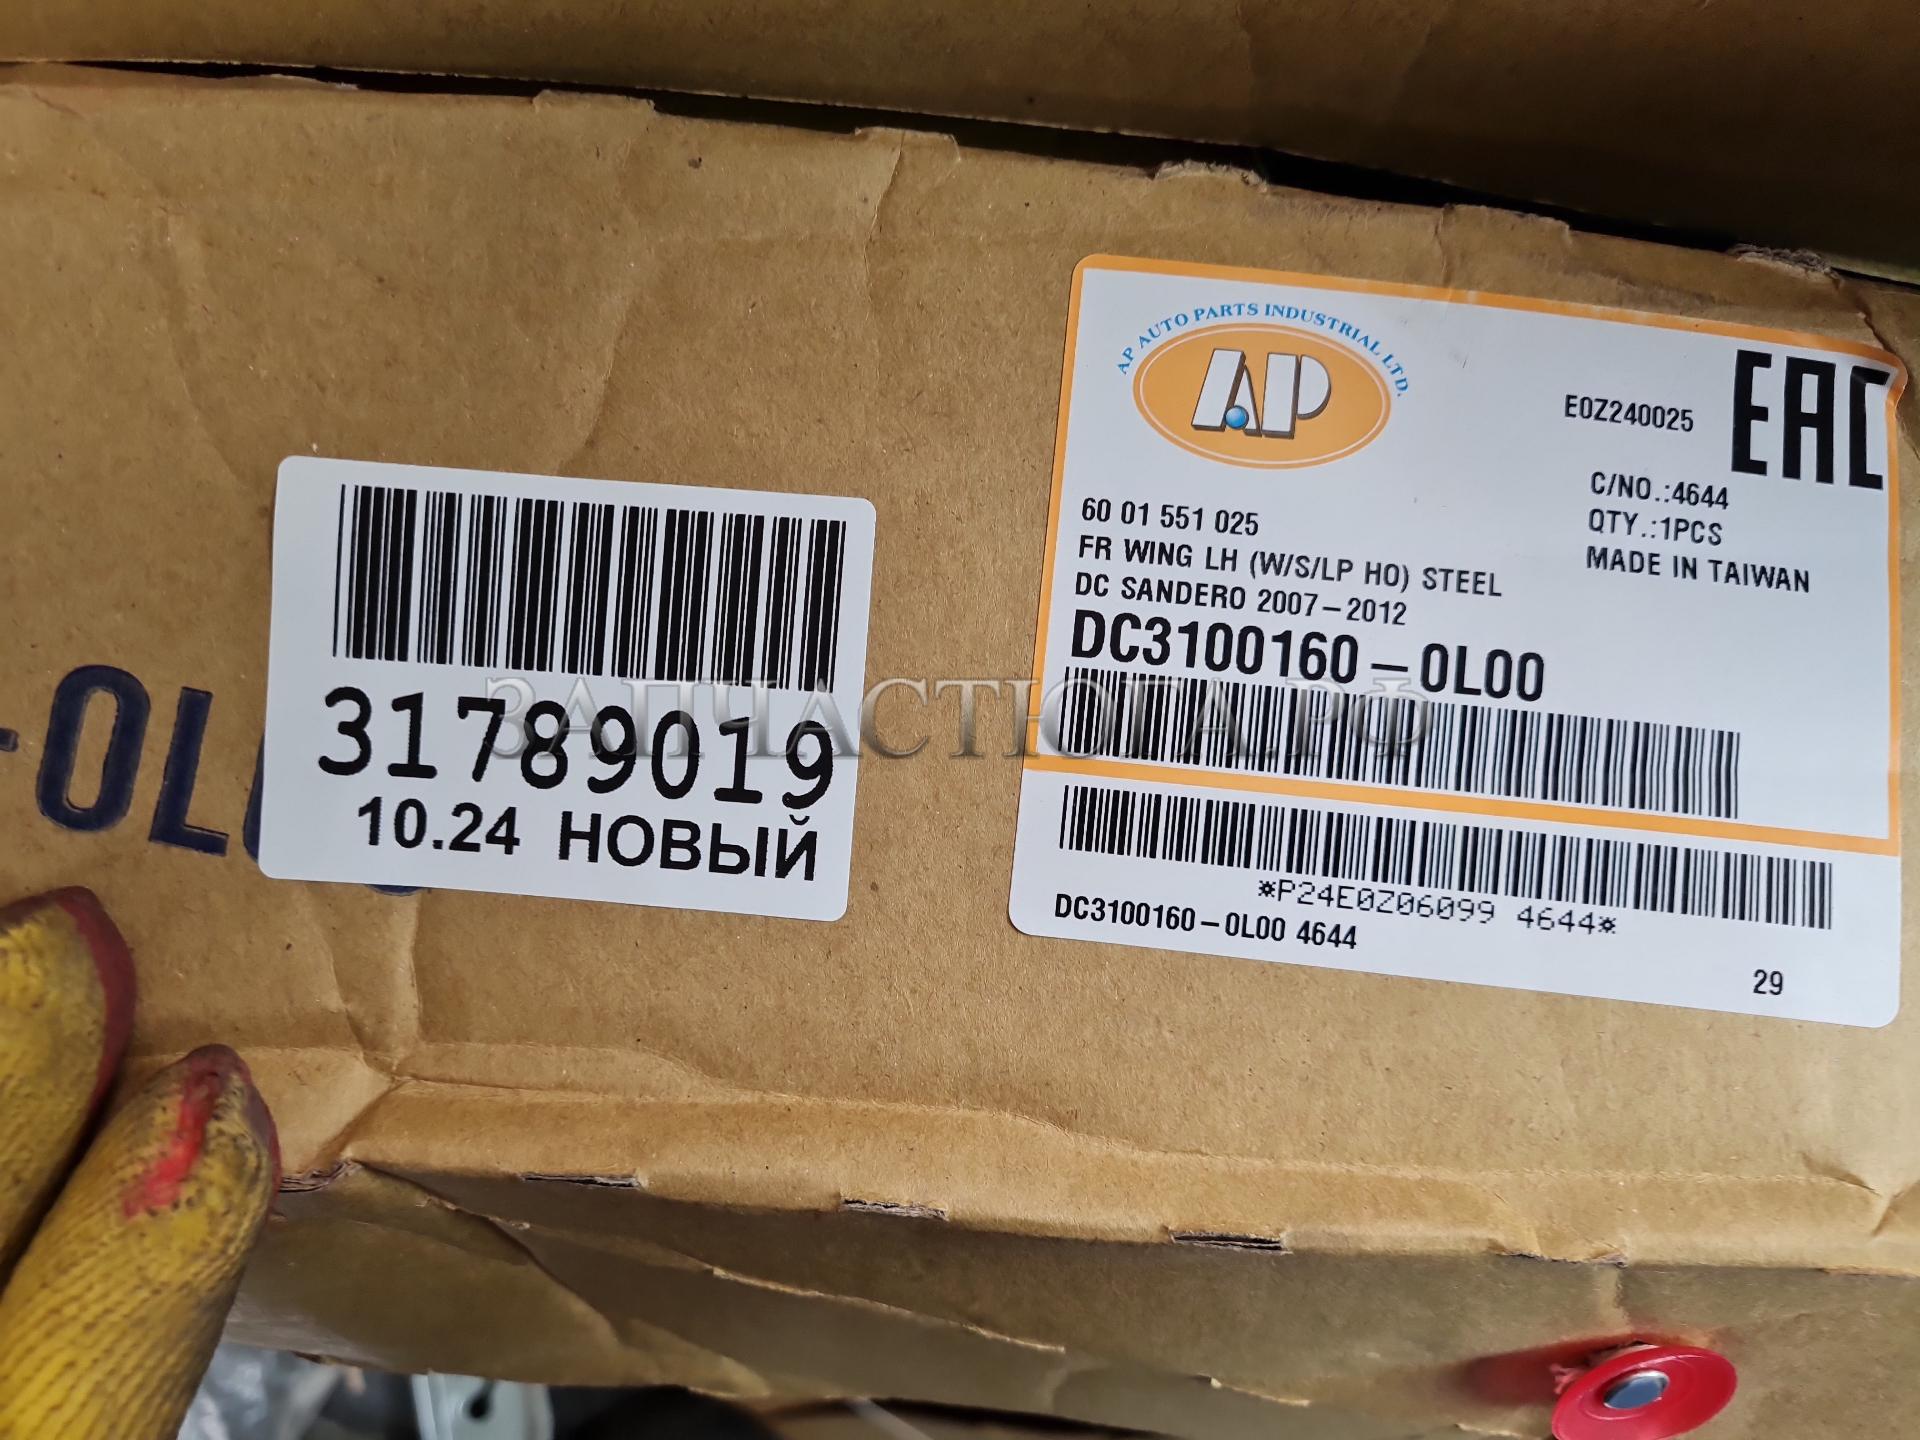 -0L
31789019
10.24 НОВЫЙ
AP AUTO PARTS INDUSTRIAL LTD.
AP
E0Z240025
EAC
C/NO.:4644
QTY.:1PCS
MADE IN TAIWAN
60 01 551 025
FR WING LH (W/S/LP HO) STEEL
DC SANDERO 2007-2012
DC3100160-0L00
*P24E0Z06099 4644*
DC3100160-0L00 4644
29
ЗАПЧАСТЮГА.РФ